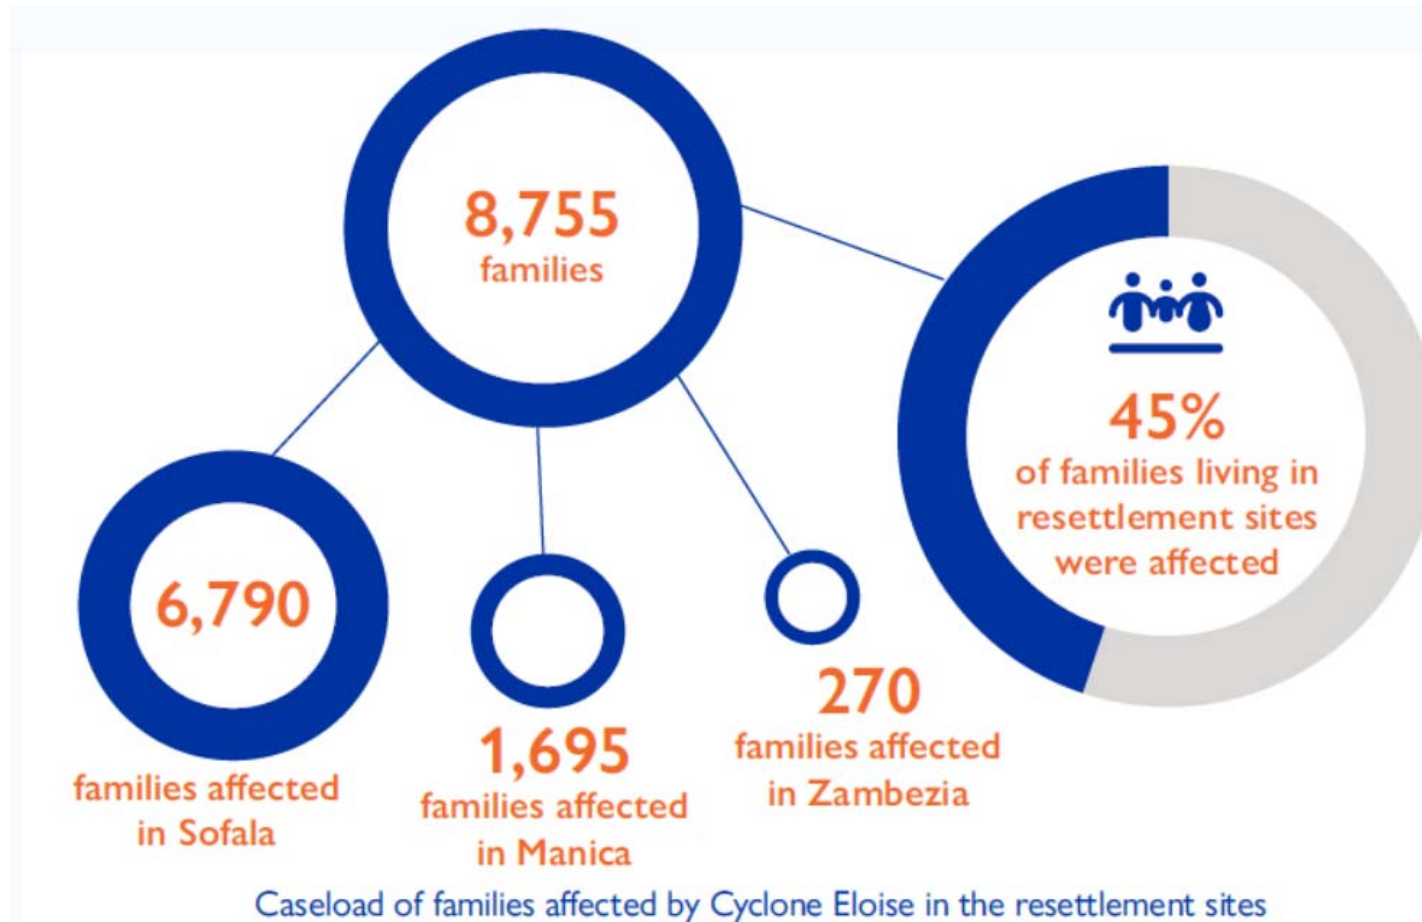 8,755
families
45%
of families living in
resettlement sites
were affected
6,790
families affected
in Sofala
1,695
families affected
in Manica
270
families affected
in Zambezia
Caseload of families affected by Cyclone Eloise in the resettlement sites